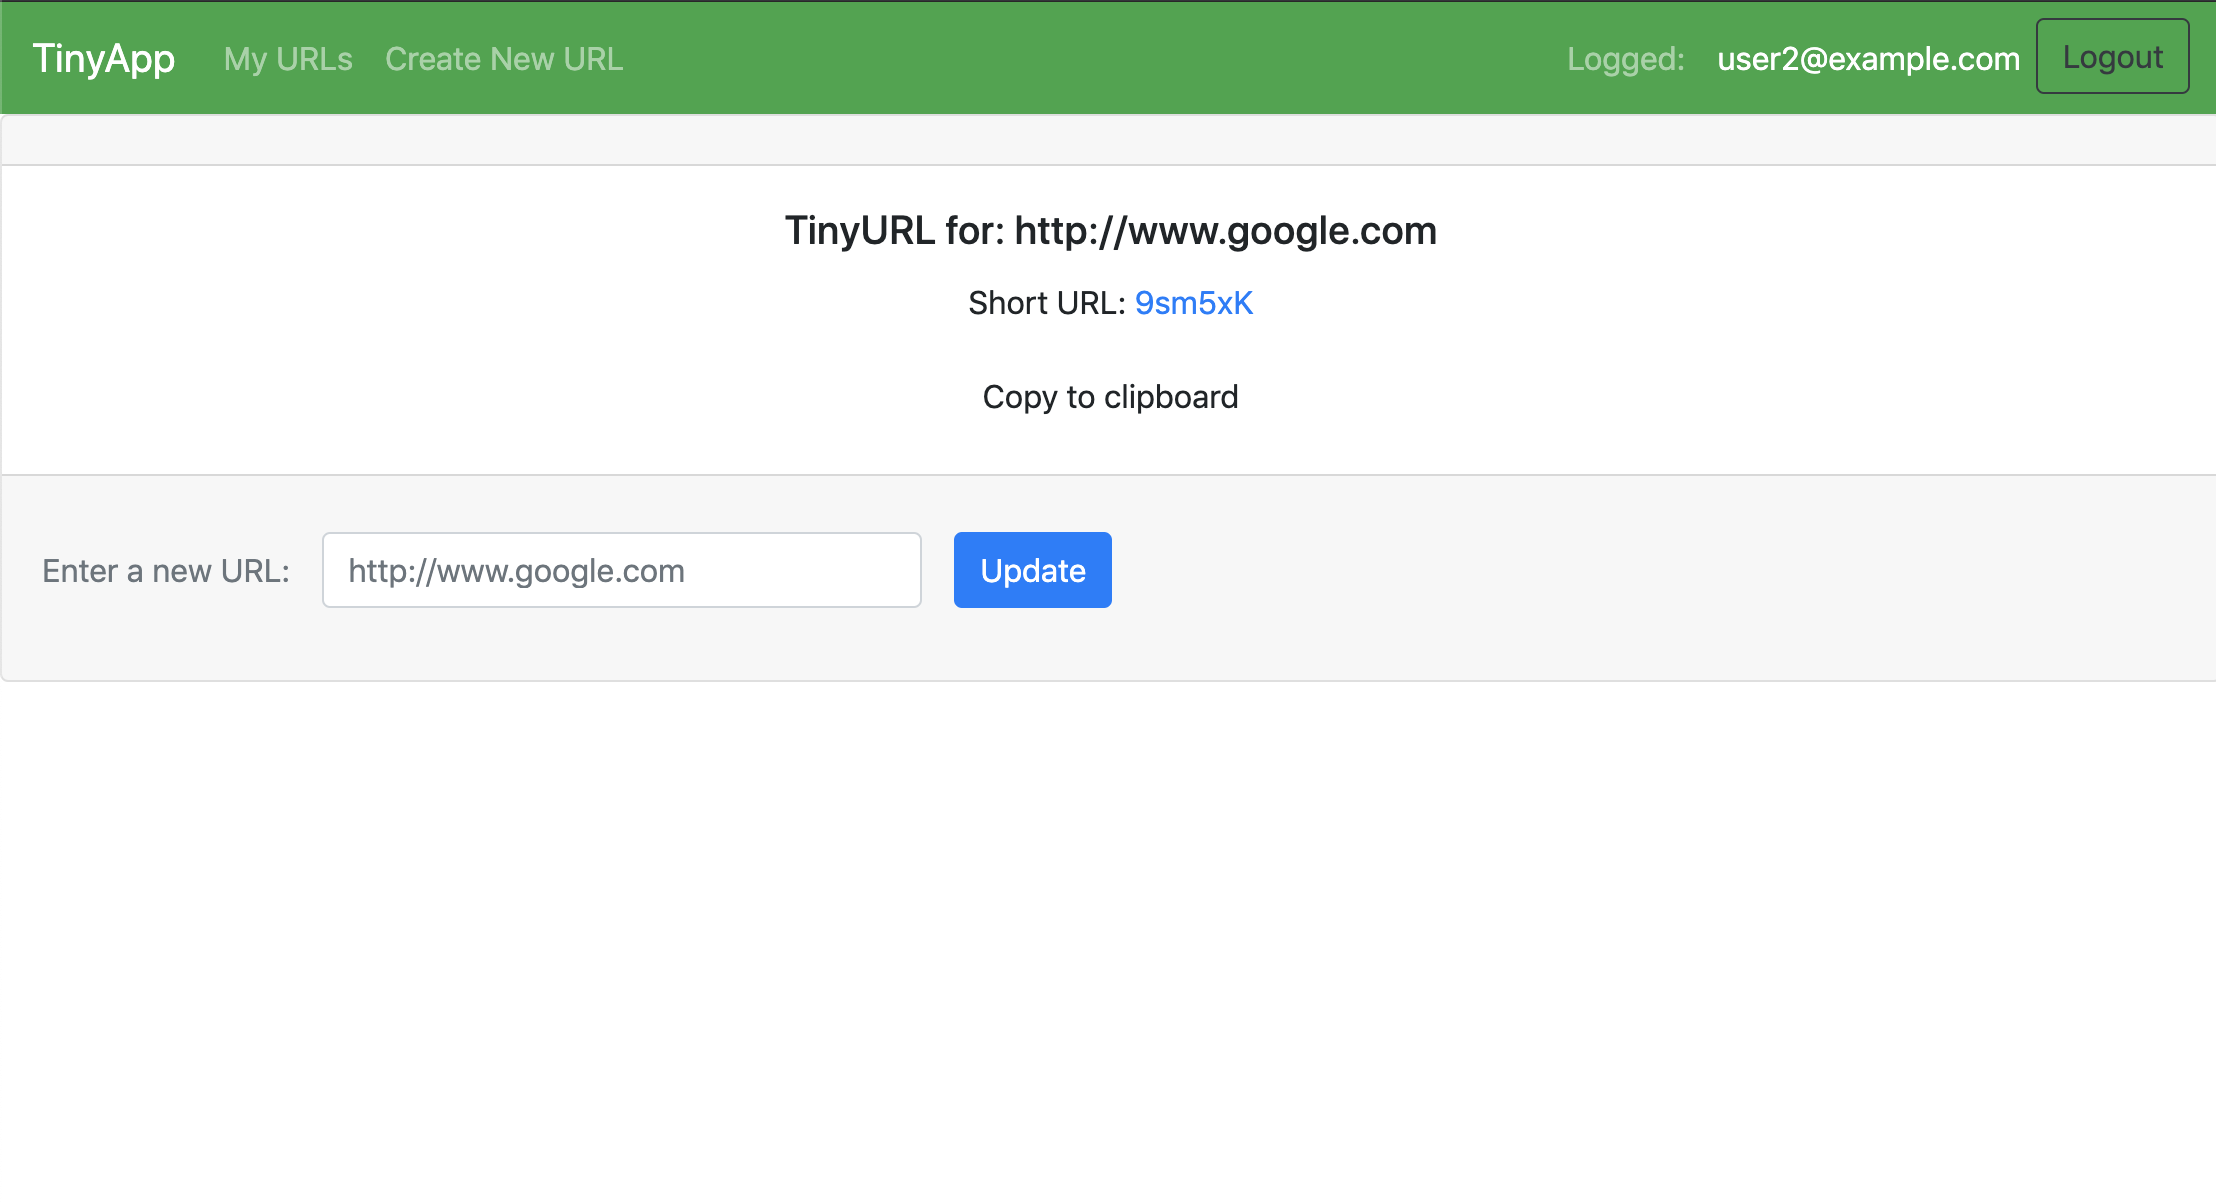 TinyApp My URLs Create New URL Logged: user2@example.com Logout
TinyURL for: http://www.google.com
Short URL: 9sm5xK
Copy to clipboard
Enter a new URL: http://www.google.com Update